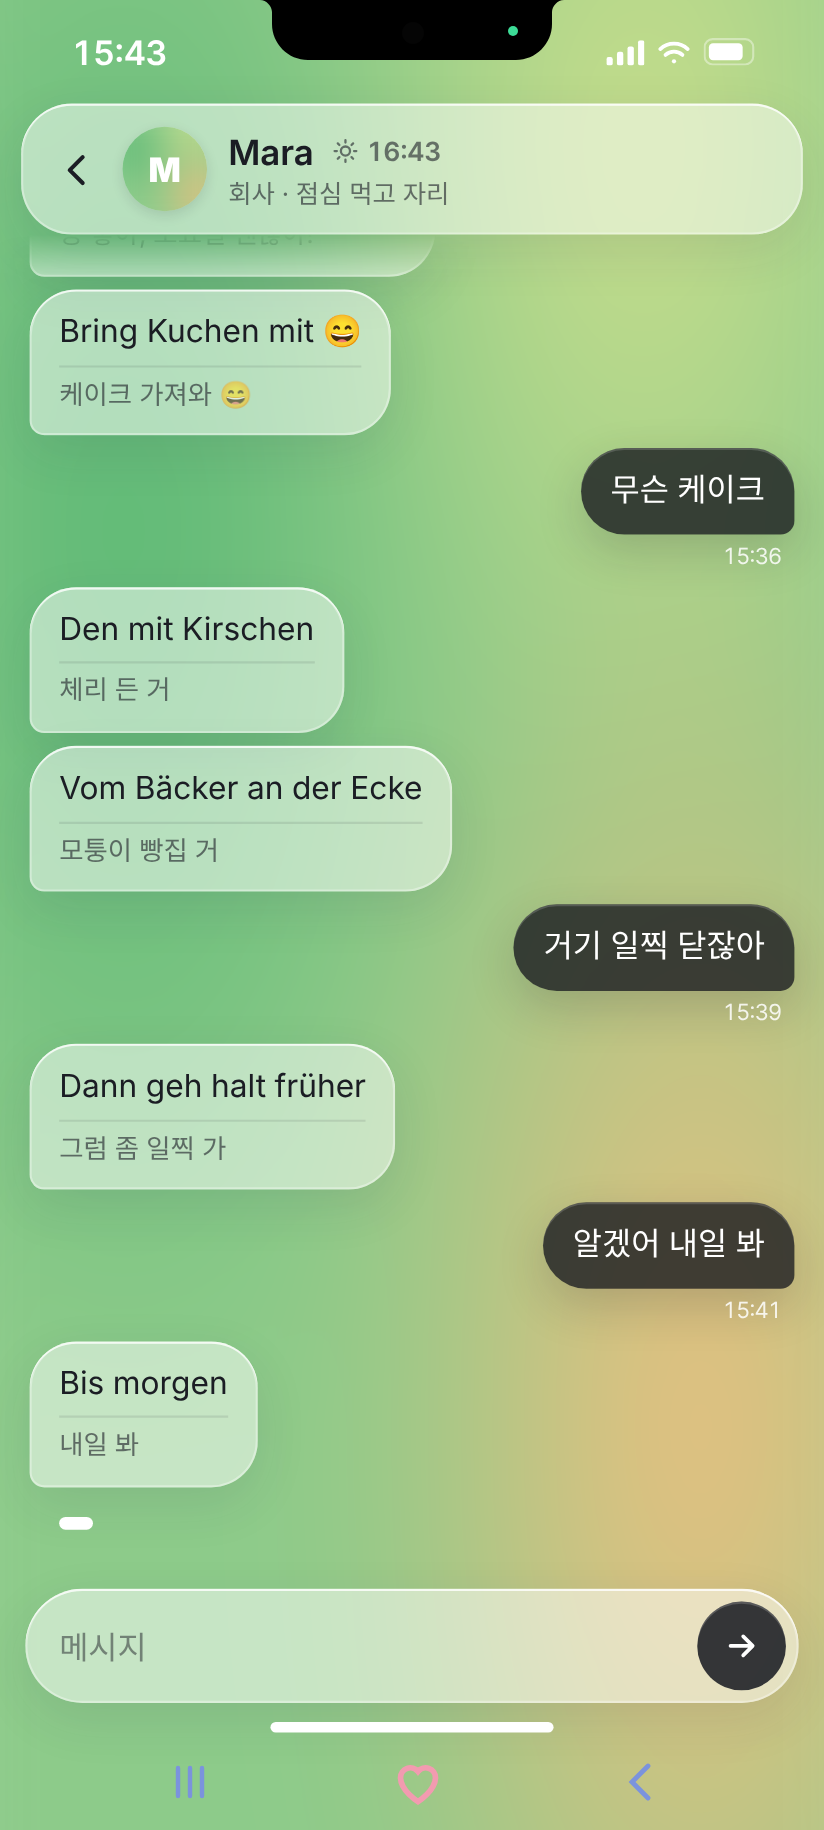 15:43
M
Mara 16:43
회사 · 점심 먹고 자리
Bring Kuchen mit 😄
케이크 가져와 😄
무슨 케이크
15:36
Den mit Kirschen
체리 든 거
Vom Bäcker an der Ecke
모퉁이 빵집 거
거기 일찍 닫잖아
15:39
Dann geh halt früher
그럼 좀 일찍 가
알겠어 내일 봐
15:41
Bis morgen
내일 봐
메시지